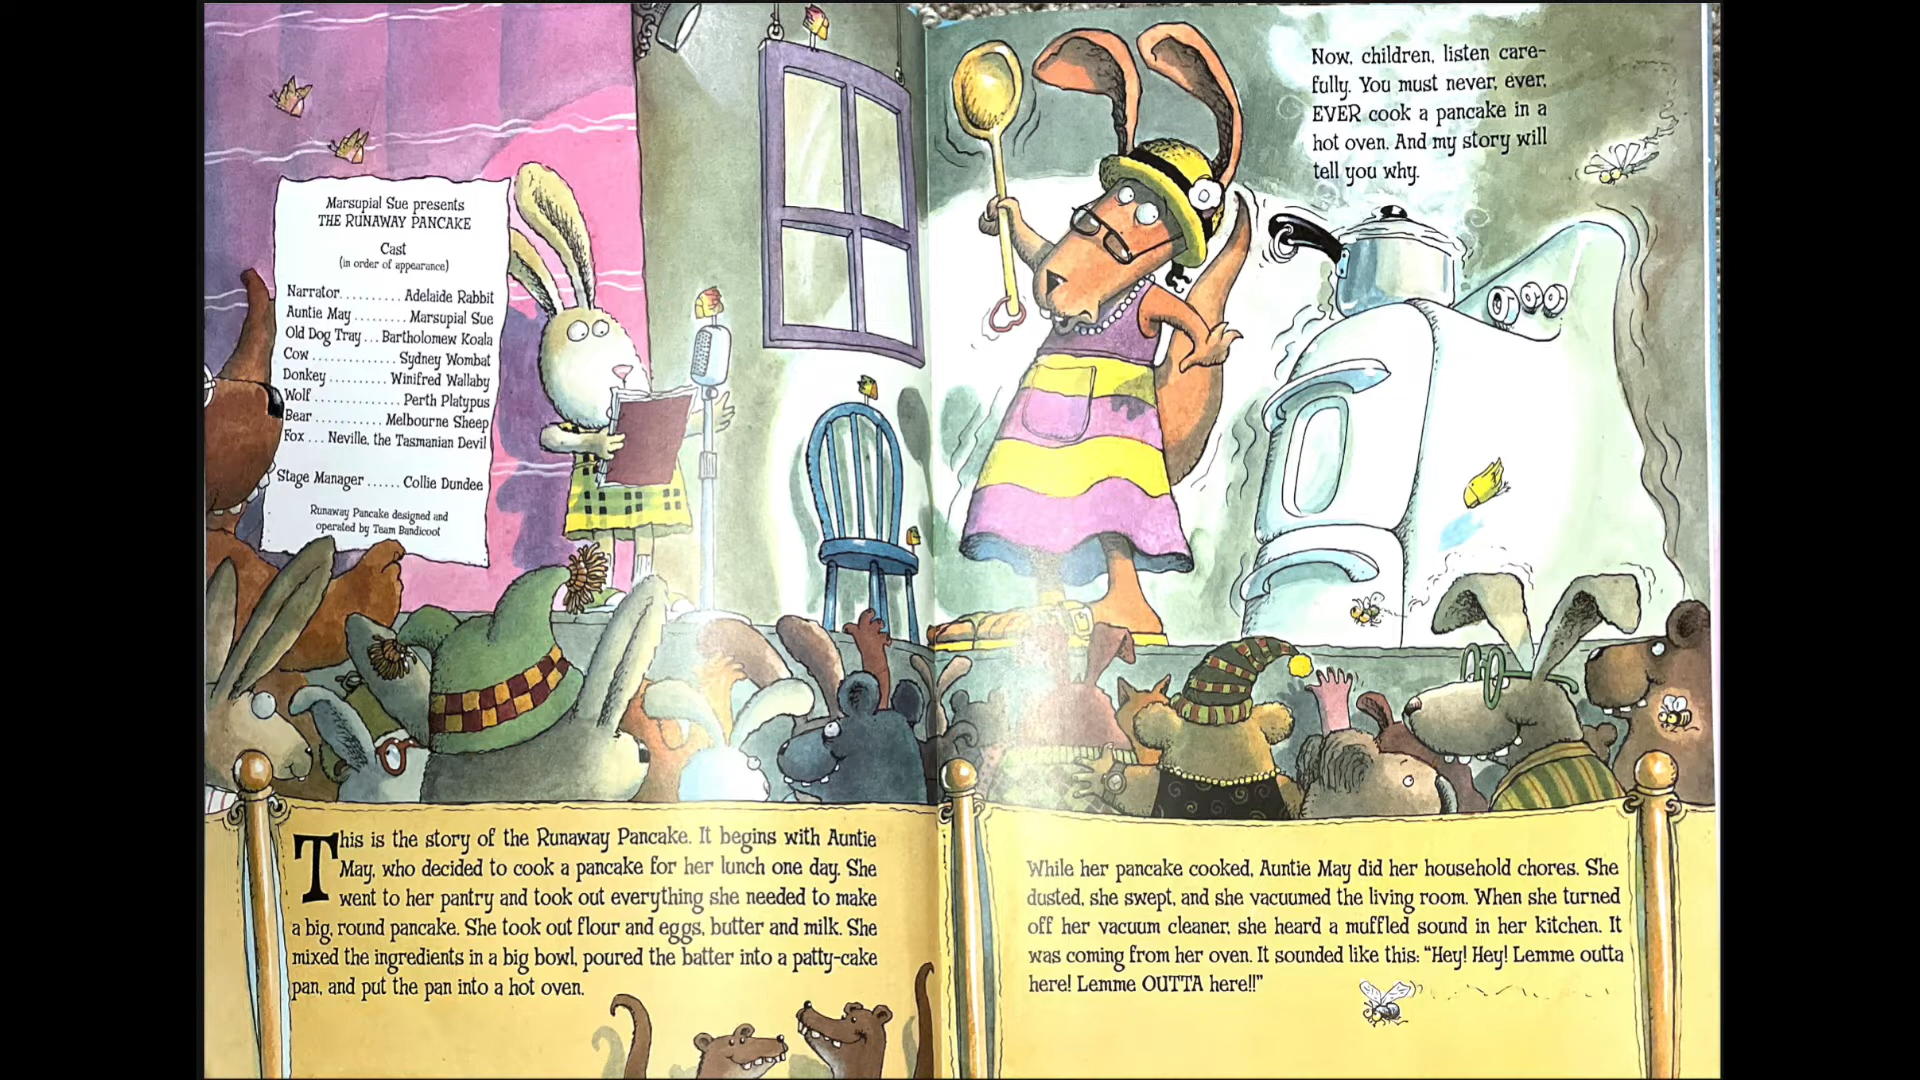 Marsupial Sue presents
THE RUNAWAY PANCAKE
Cast
(in order of appearance)
Narrator.......... Adelaide Rabbit
Auntie May ......... Marsupial Sue
Old Dog Tray ... Bartholomew Koala
Cow ............. Sydney Wombat
Donkey .......... Winifred Wallaby
Wolf .............. Perth Platypus
Bear ........... Melbourne Sheep
Fox ... Neville, the Tasmanian Devil
Stage Manager ...... Collie Dundee
Runaway Pancake designed and
operated by Team Bandicoot
This is the story of the Runaway Pancake. It begins with Auntie
May, who decided to cook a pancake for her lunch one day. She
went to her pantry and took out everything she needed to make
a big, round pancake. She took out flour and eggs, butter and milk. She
mixed the ingredients in a big bowl, poured the batter into a patty-cake
pan, and put the pan into a hot oven.
Now, children, listen care-
fully. You must never, ever,
EVER cook a pancake in a
hot oven. And my story will
tell you why.
While her pancake cooked, Auntie May did her household chores. She
dusted, she swept, and she vacuumed the living room. When she turned
off her vacuum cleaner, she heard a muffled sound in her kitchen. It
was coming from her oven. It sounded like this: “Hey! Hey! Lemme outta
here! Lemme OUTTA here!!”